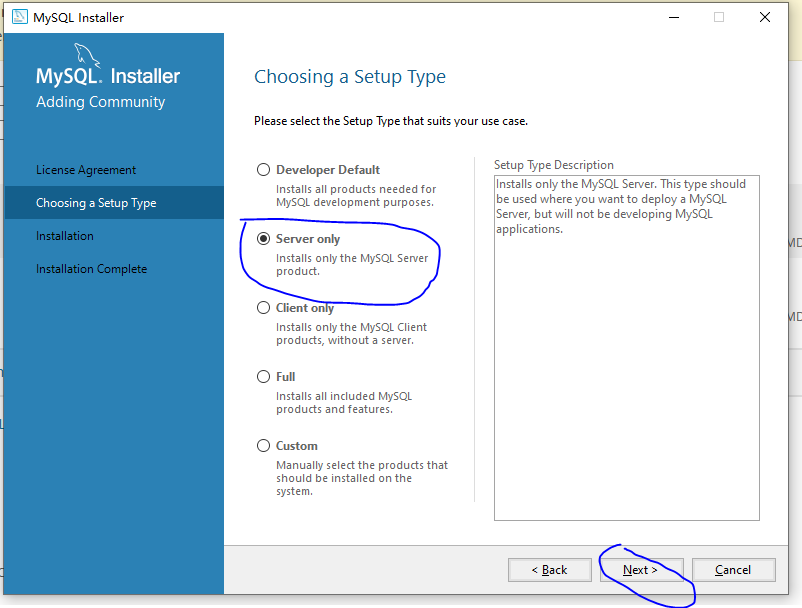 MySQL Installer
MySQL. Installer
Adding Community
License Agreement
Choosing a Setup Type
Installation
Installation Complete
Choosing a Setup Type
Please select the Setup Type that suits your use case.
Developer Default
Installs all products needed for
MySQL development purposes.
Server only
Installs only the MySQL Server
product.
Client only
Installs only the MySQL Client
products, without a server.
Full
Installs all included MySQL
products and features.
Custom
Manually select the products that
should be installed on the
system.
Setup Type Description
Installs only the MySQL Server. This type should
be used where you want to deploy a MySQL
Server, but will not be developing MySQL
applications.
< Back
Next >
Cancel